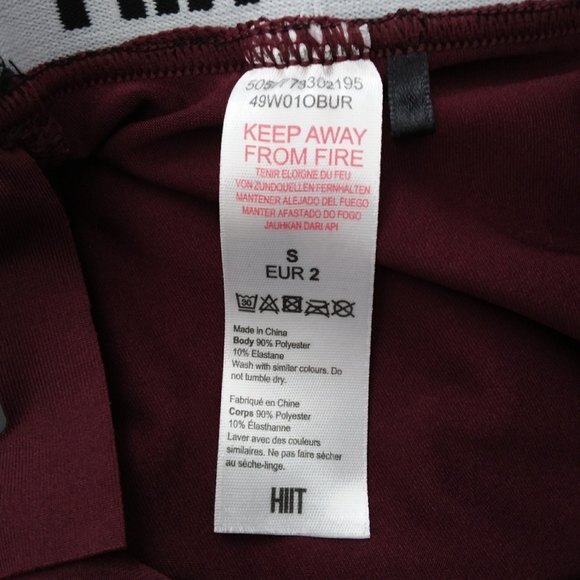 49W01OBUR
KEEP AWAY
FROM FIRE
TENIR ELOIGNE DU FEU
VON ZUNDQUELLEN FERNHALTEN
MANTENER ALEJADO DEL FUEGO
MANTER AFASTADO DO FOGO
JAUHKAN DARI API
S
EUR 2
30
Made in China
Body 90% Polyester
10% Elastane
Wash with similar colours. Do
not tumble dry.
Fabriqué en Chine
Corps 90% Polyester
10% Élasthanne
Laver avec des couleurs
similaires. Ne pas faire sécher
au sèche-linge.
HIIT